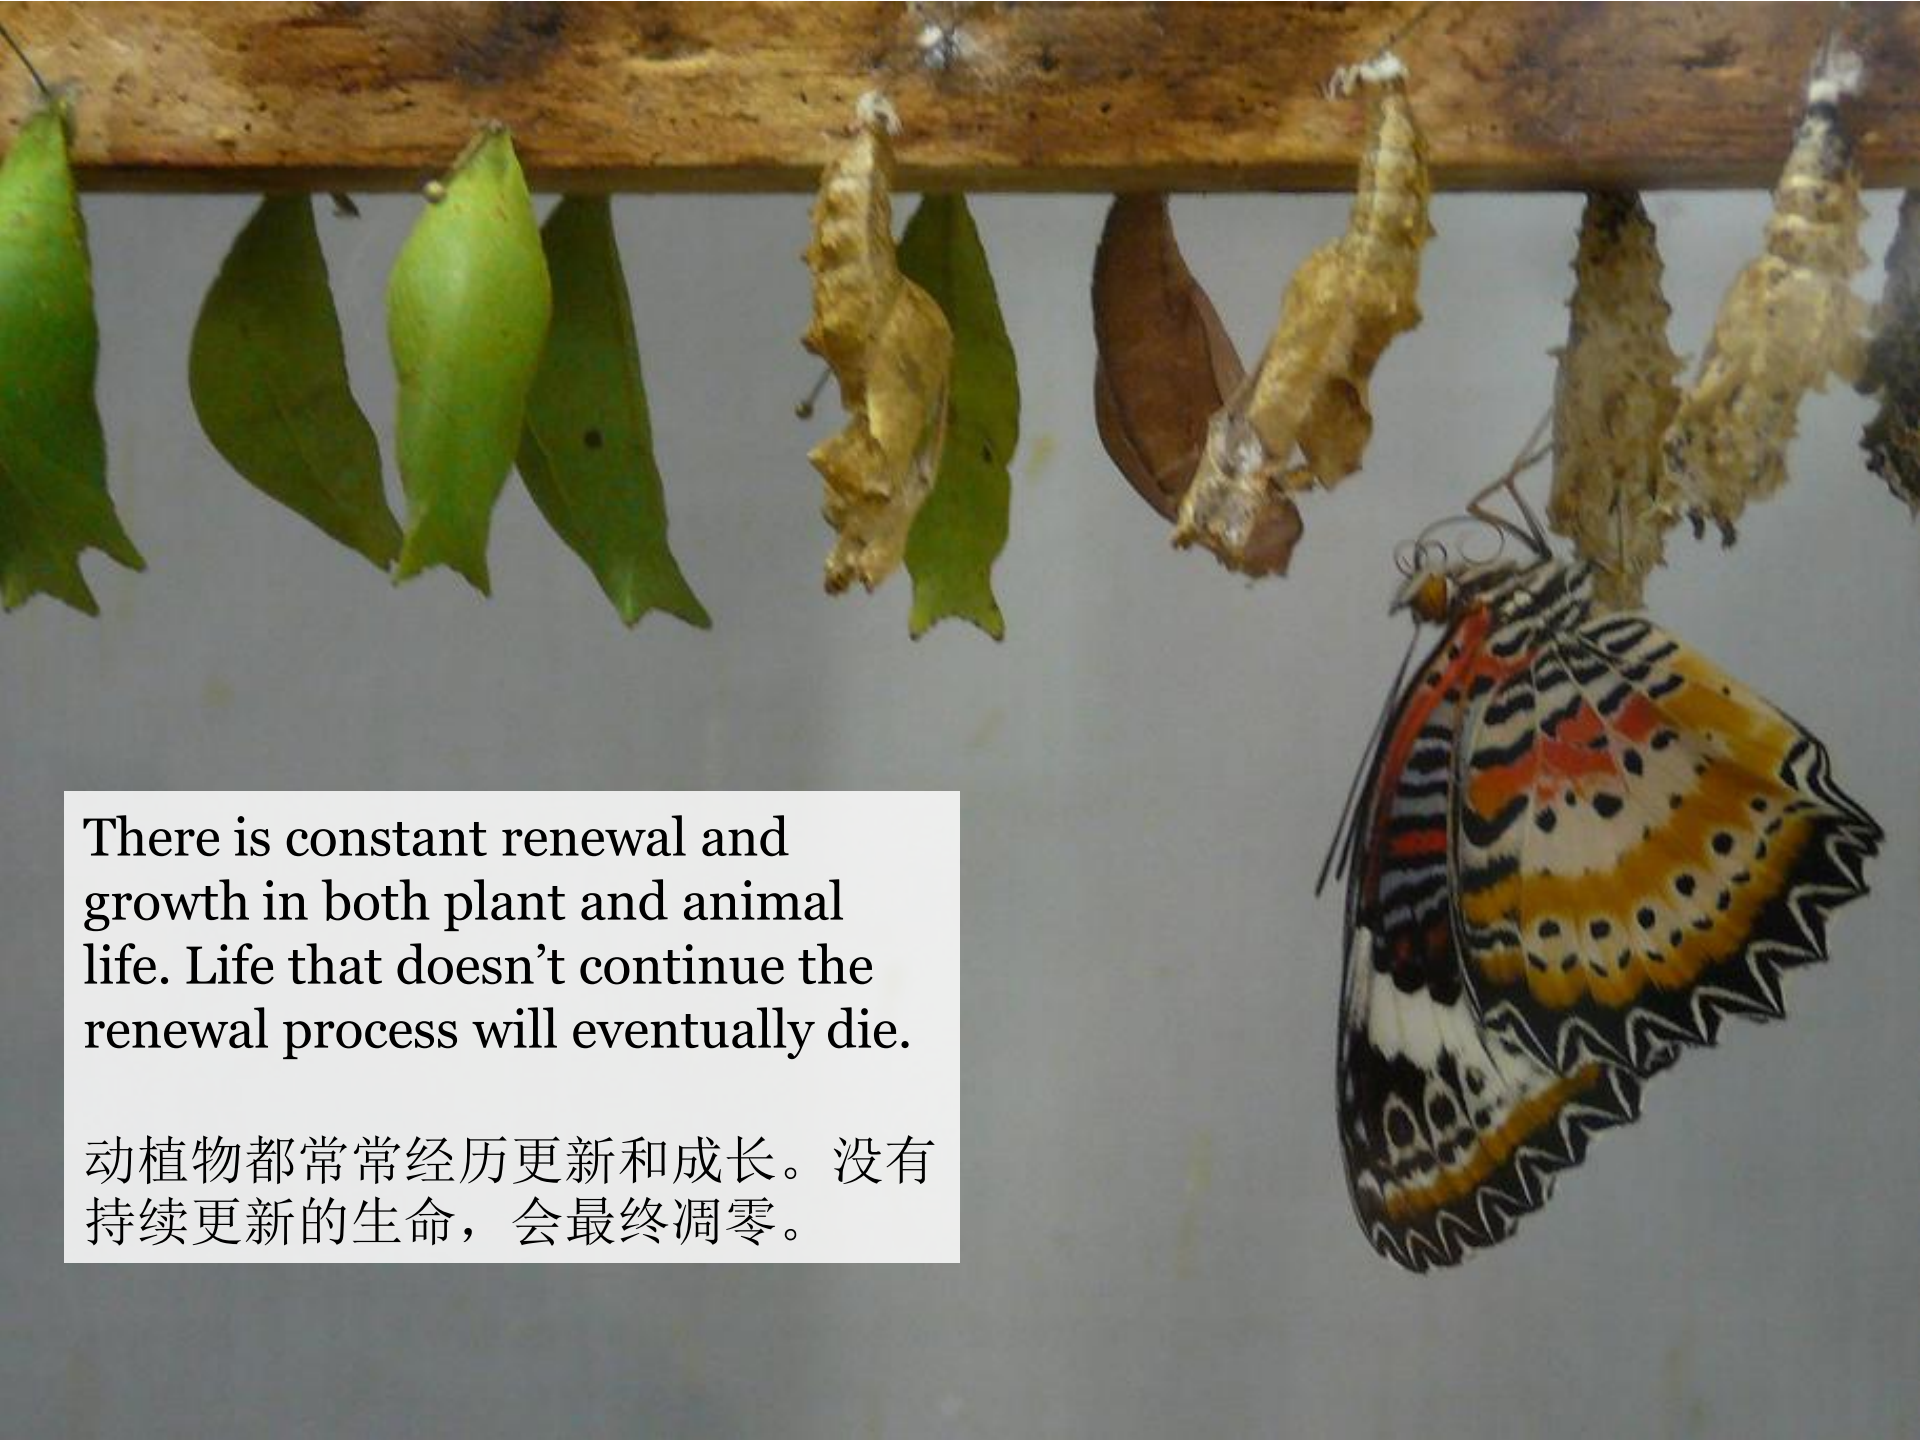 There is constant renewal and
growth in both plant and animal
life. Life that doesn’t continue the
renewal process will eventually die.
动植物都常常经历更新和成长。没有
持续更新的生命，会最终凋零。